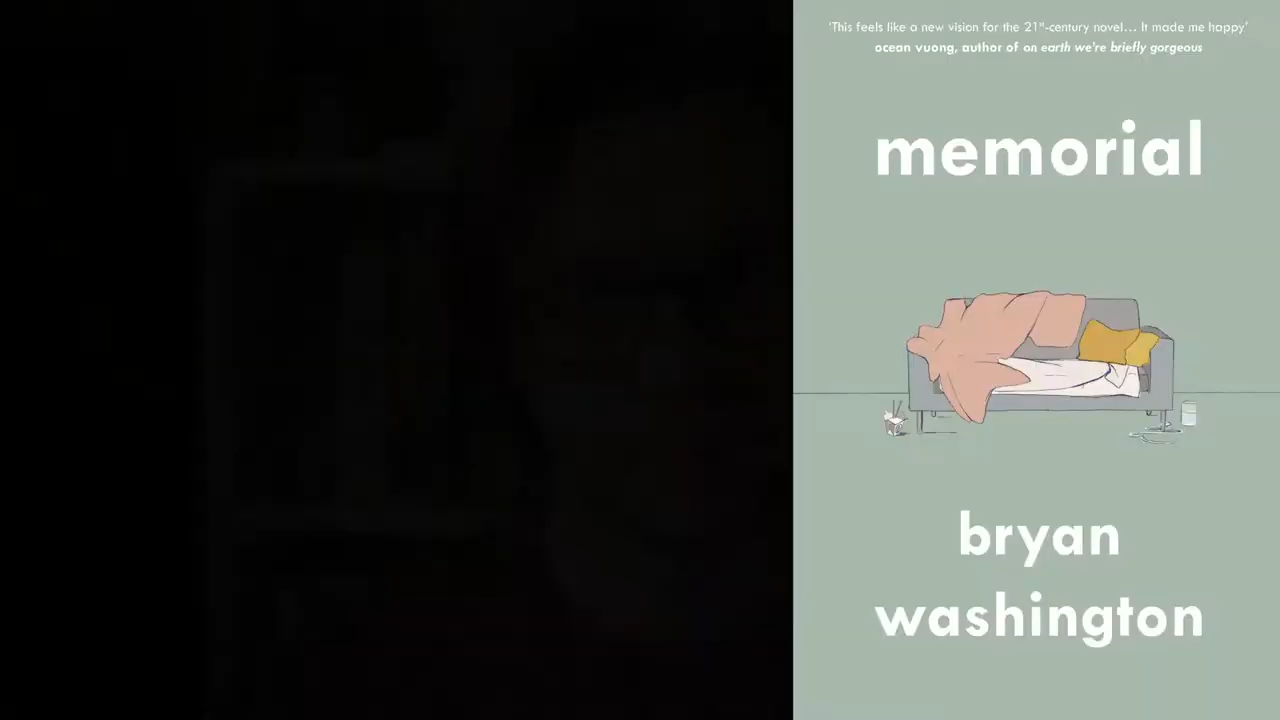 ‘This feels like a new vision for the 21st-century novel... It made me happy’
ocean vuong, author of on earth we're briefly gorgeous
memorial
bryan
washington